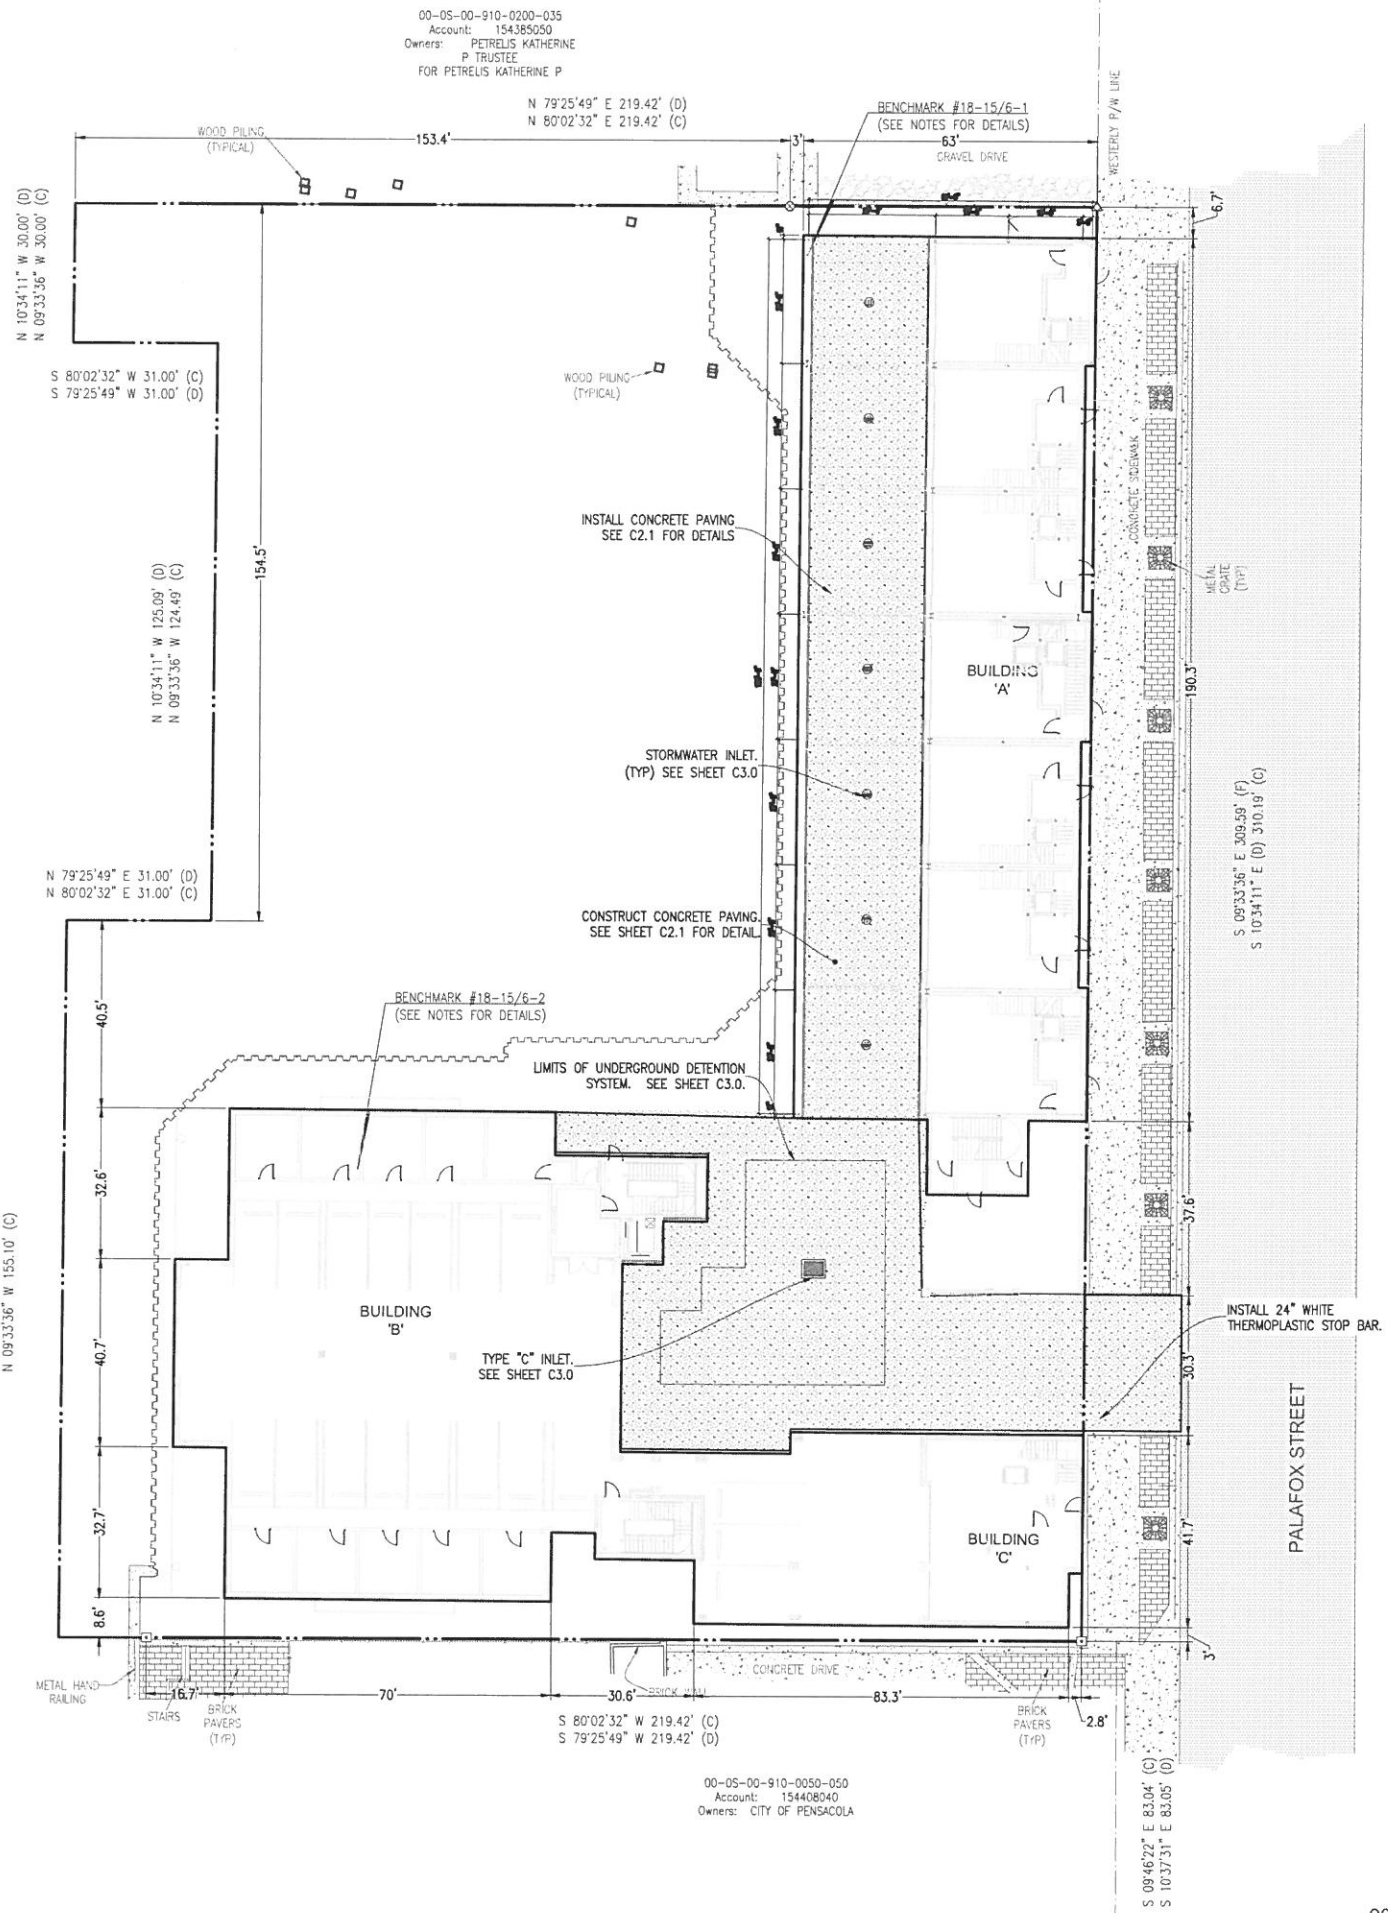 00-0S-00-910-0200-035
Account: 154385050
Owners: PETRELIS KATHERINE
P TRUSTEE
FOR PETRELIS KATHERINE P
N 79°25'49" E 219.42' (D)
N 80°02'32" E 219.42' (C)
BENCHMARK #18-15/6-1
(SEE NOTES FOR DETAILS)
WESTERLY R/W LINE
WOOD PILING
(TYPICAL)
153.4'
3'
63'
GRAVEL DRIVE
6.7'
N 10°34'11" W 30.00' (D)
N 09°33'36" W 30.00' (C)
S 80°02'32" W 31.00' (C)
S 79°25'49" W 31.00' (D)
WOOD PILING
(TYPICAL)
CONCRETE SIDEWALK
INSTALL CONCRETE PAVING
SEE C2.1 FOR DETAILS
154.5'
METAL
GRATE
(TYP)
N 10°34'11" W 125.09' (D)
N 09°33'36" W 124.49' (C)
BUILDING
'A'
190.3'
STORMWATER INLET.
(TYP) SEE SHEET C3.0
S 09°33'36" E 309.59' (F)
S 10°34'11" E (D) 310.19' (C)
N 79°25'49" E 31.00' (D)
N 80°02'32" E 31.00' (C)
CONSTRUCT CONCRETE PAVING.
SEE SHEET C2.1 FOR DETAIL.
40.5'
BENCHMARK #18-15/6-2
(SEE NOTES FOR DETAILS)
LIMITS OF UNDERGROUND DETENTION
SYSTEM. SEE SHEET C3.0.
32.6'
37.6'
N 09°33'36" W 155.10' (C)
BUILDING
'B'
INSTALL 24" WHITE
THERMOPLASTIC STOP BAR.
40.7'
TYPE "C" INLET.
SEE SHEET C3.0
30.3'
PALAFOX STREET
32.7'
BUILDING
'C'
41.7'
8.6'
3'
METAL HAND
RAILING
STAIRS
16.7'
BRICK
PAVERS
(TYP)
70'
30.6'
BRICK
CONCRETE DRIVE
83.3'
BRICK
PAVERS
(TYP)
2.8'
S 80°02'32" W 219.42' (C)
S 79°25'49" W 219.42' (D)
00-0S-00-910-0050-050
Account: 154408040
Owners: CITY OF PENSACOLA
S 09°46'22" E 83.04' (C)
S 10°37'31" E 83.05' (D)